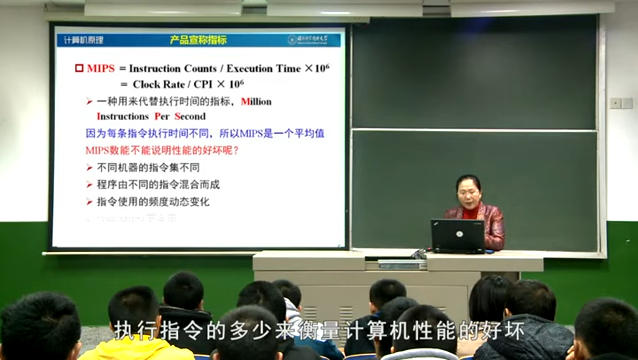 计算机原理
产品宣称指标
MIPS = Instruction Counts / Execution Time ×10⁶
= Clock Rate / CPI × 10⁶
一种用来代替执行时间的指标，Million
Instructions Per Second
因为每条指令执行时间不同，所以MIPS是一个平均值
MIPS数能不能说明性能的好坏呢？
不同机器的指令集不同
程序由不同的指令混合而成
指令使用的频度动态变化
执行指令的多少来衡量计算机性能的好坏